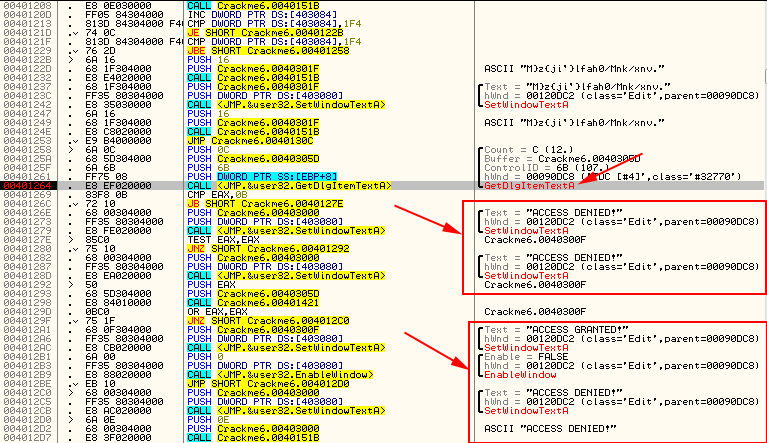 00401208 . E8 0E030000 CALL Crackme6.0040151B
0040120D . FF05 84304000 INC DWORD PTR DS:[403084]
00401213 . 813D 84304000 F4( CMP DWORD PTR DS:[403084],1F4
0040121D . 74 0C JE SHORT Crackme6.0040122B
0040121F . 813D 84304000 F4( CMP DWORD PTR DS:[403084],1F4
00401229 . 76 2D JBE SHORT Crackme6.00401258
0040122B > 6A 16 PUSH 16
0040122D . 68 1F304000 PUSH Crackme6.0040301F ASCII "M)z{ji'}lfah0/Mnk/xnv."
00401232 . E8 E4020000 CALL Crackme6.0040151B
00401237 . 68 1F304000 PUSH Crackme6.0040301F Text = "M)z{ji'}lfah0/Mnk/xnv."
0040123C . FF35 80304000 PUSH DWORD PTR DS:[403080] hWnd = 00120DC2 (class='Edit',parent=00090DC8)
00401242 . E8 35030000 CALL <JMP.&user32.SetWindowTextA> SetWindowTextA
00401247 . 6A 16 PUSH 16
00401249 . 68 1F304000 PUSH Crackme6.0040301F ASCII "M)z{ji'}lfah0/Mnk/xnv."
0040124E . E8 C8020000 CALL Crackme6.0040151B
00401253 . E9 B4000000 JMP Crackme6.0040130C
00401258 > 6A 0C PUSH 0C Count = C (12.)
0040125A . 68 5D304000 PUSH Crackme6.0040305D Buffer = Crackme6.0040305D
0040125F . 6A 6B PUSH 6B ControlID = 6B (107.)
00401261 . FF75 08 PUSH DWORD PTR SS:[EBP+8] hWnd = 00090DC8 ( DC [#4]',class='#32770')
00401264 . E8 EF020000 CALL <JMP.&user32.GetDlgItemTextA> GetDlgItemTextA
00401269 . 83F8 0B CMP EAX,0B
0040126C . 72 10 JB SHORT Crackme6.0040127E
0040126E . 68 00304000 PUSH Crackme6.00403000 Text = "ACCESS DENIED!"
00401273 . FF35 80304000 PUSH DWORD PTR DS:[403080] hWnd = 00120DC2 (class='Edit',parent=00090DC8)
00401279 . E8 FE020000 CALL <JMP.&user32.SetWindowTextA> SetWindowTextA
0040127E > 85C0 TEST EAX,EAX Crackme6.0040300F
00401280 . 75 10 JNZ SHORT Crackme6.00401292
00401282 . 68 00304000 PUSH Crackme6.00403000 Text = "ACCESS DENIED!"
00401287 . FF35 80304000 PUSH DWORD PTR DS:[403080] hWnd = 00120DC2 (class='Edit',parent=00090DC8)
0040128D . E8 EA020000 CALL <JMP.&user32.SetWindowTextA> SetWindowTextA
00401292 > 50 PUSH EAX Crackme6.0040300F
00401293 . 68 5D304000 PUSH Crackme6.0040305D
00401298 . E8 84010000 CALL Crackme6.00401421
0040129D . 0BC0 OR EAX,EAX Crackme6.0040300F
0040129F . 75 1F JNZ SHORT Crackme6.004012C0
004012A1 . 68 0F304000 PUSH Crackme6.0040300F Text = "ACCESS GRANTED!"
004012A6 . FF35 80304000 PUSH DWORD PTR DS:[403080] hWnd = 00120DC2 (class='Edit',parent=00090DC8)
004012AC . E8 CB020000 CALL <JMP.&user32.SetWindowTextA> SetWindowTextA
004012B1 . 6A 00 PUSH 0 Enable = FALSE
004012B3 . FF35 80304000 PUSH DWORD PTR DS:[403080] hWnd = 00120DC2 (class='Edit',parent=00090DC8)
004012B9 . E8 88020000 CALL <JMP.&user32.EnableWindow> EnableWindow
004012BE . EB 10 JMP SHORT Crackme6.004012D0
004012C0 > 68 00304000 PUSH Crackme6.00403000 Text = "ACCESS DENIED!"
004012C5 . FF35 80304000 PUSH DWORD PTR DS:[403080] hWnd = 00120DC2 (class='Edit',parent=00090DC8)
004012CB . E8 AC020000 CALL <JMP.&user32.SetWindowTextA> SetWindowTextA
004012D0 > 6A 0E PUSH 0E
004012D2 . 68 00304000 PUSH Crackme6.00403000 ASCII "ACCESS DENIED!"
004012D7 . E8 3F020000 CALL Crackme6.0040151B